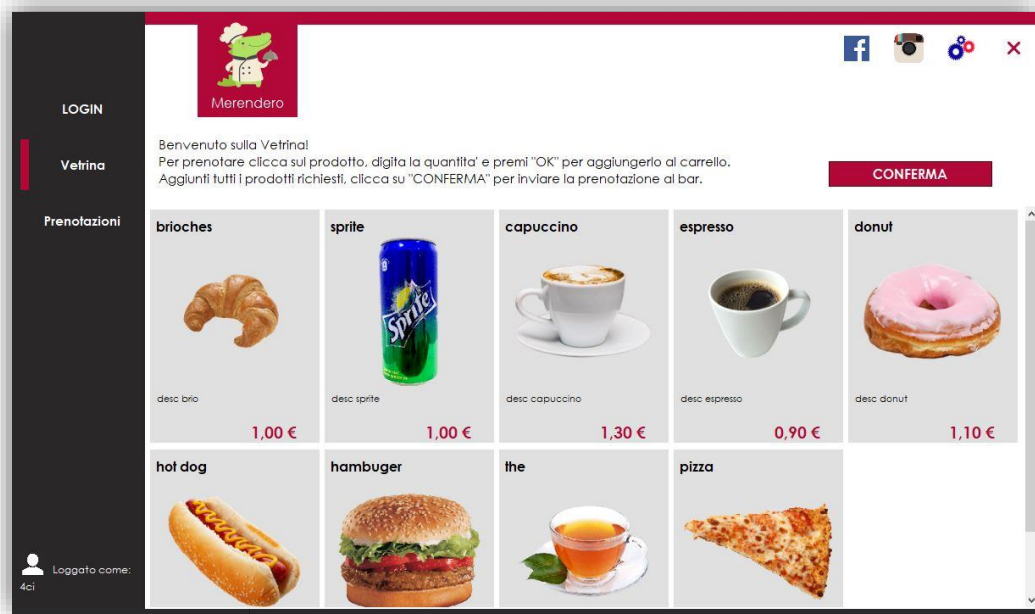 Merendero
LOGIN
Vetrina
Prenotazioni
Benvenuto sulla Vetrina!
Per prenotare clicca sul prodotto, digita la quantita' e premi "OK" per aggiungerlo al carrello.
Aggiunti tutti i prodotti richiesti, clicca su "CONFERMA" per inviare la prenotazione al bar.
CONFERMA
brioches
desc brio
1,00 €
sprite
Sprite
desc sprite
1,00 €
capuccino
desc capuccino
1,30 €
espresso
desc espresso
0,90 €
donut
desc donut
1,10 €
hot dog
hambuger
the
pizza
Loggato come:
4ci